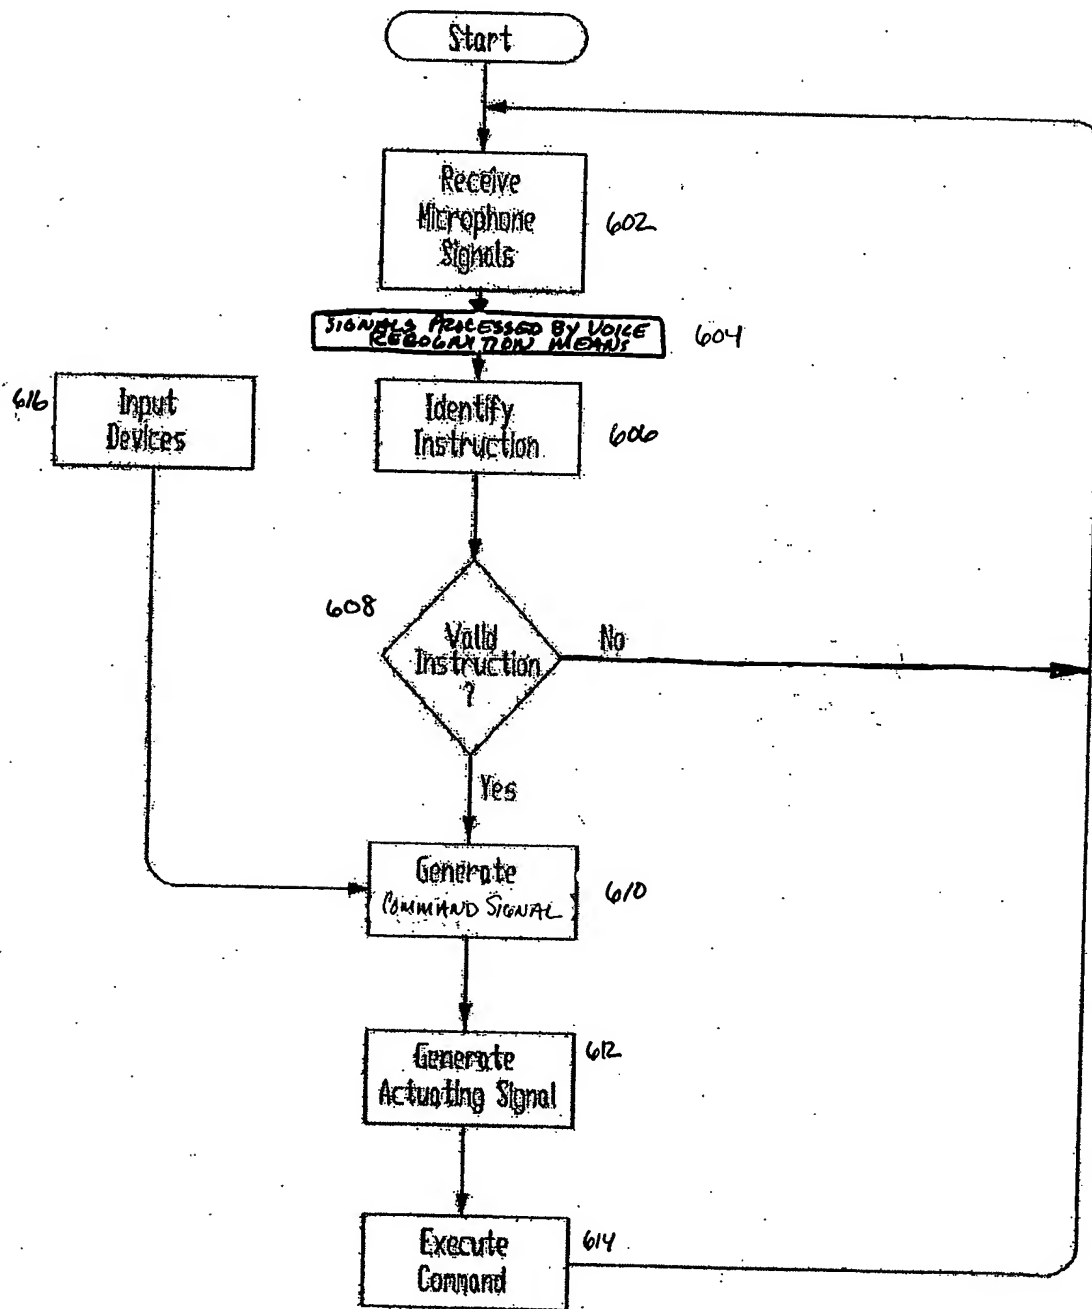 Start
Receive
Microphone
Signals
602
SIGNALS PROCESSED BY VOICE
RECOGNITION MEANS
604
616
Input
Devices
Identify
Instruction
606
608
Valid
Instruction
?
No
Yes
Generate
COMMAND SIGNAL
610
Generate
Actuating Signal
612
Execute
Command
614